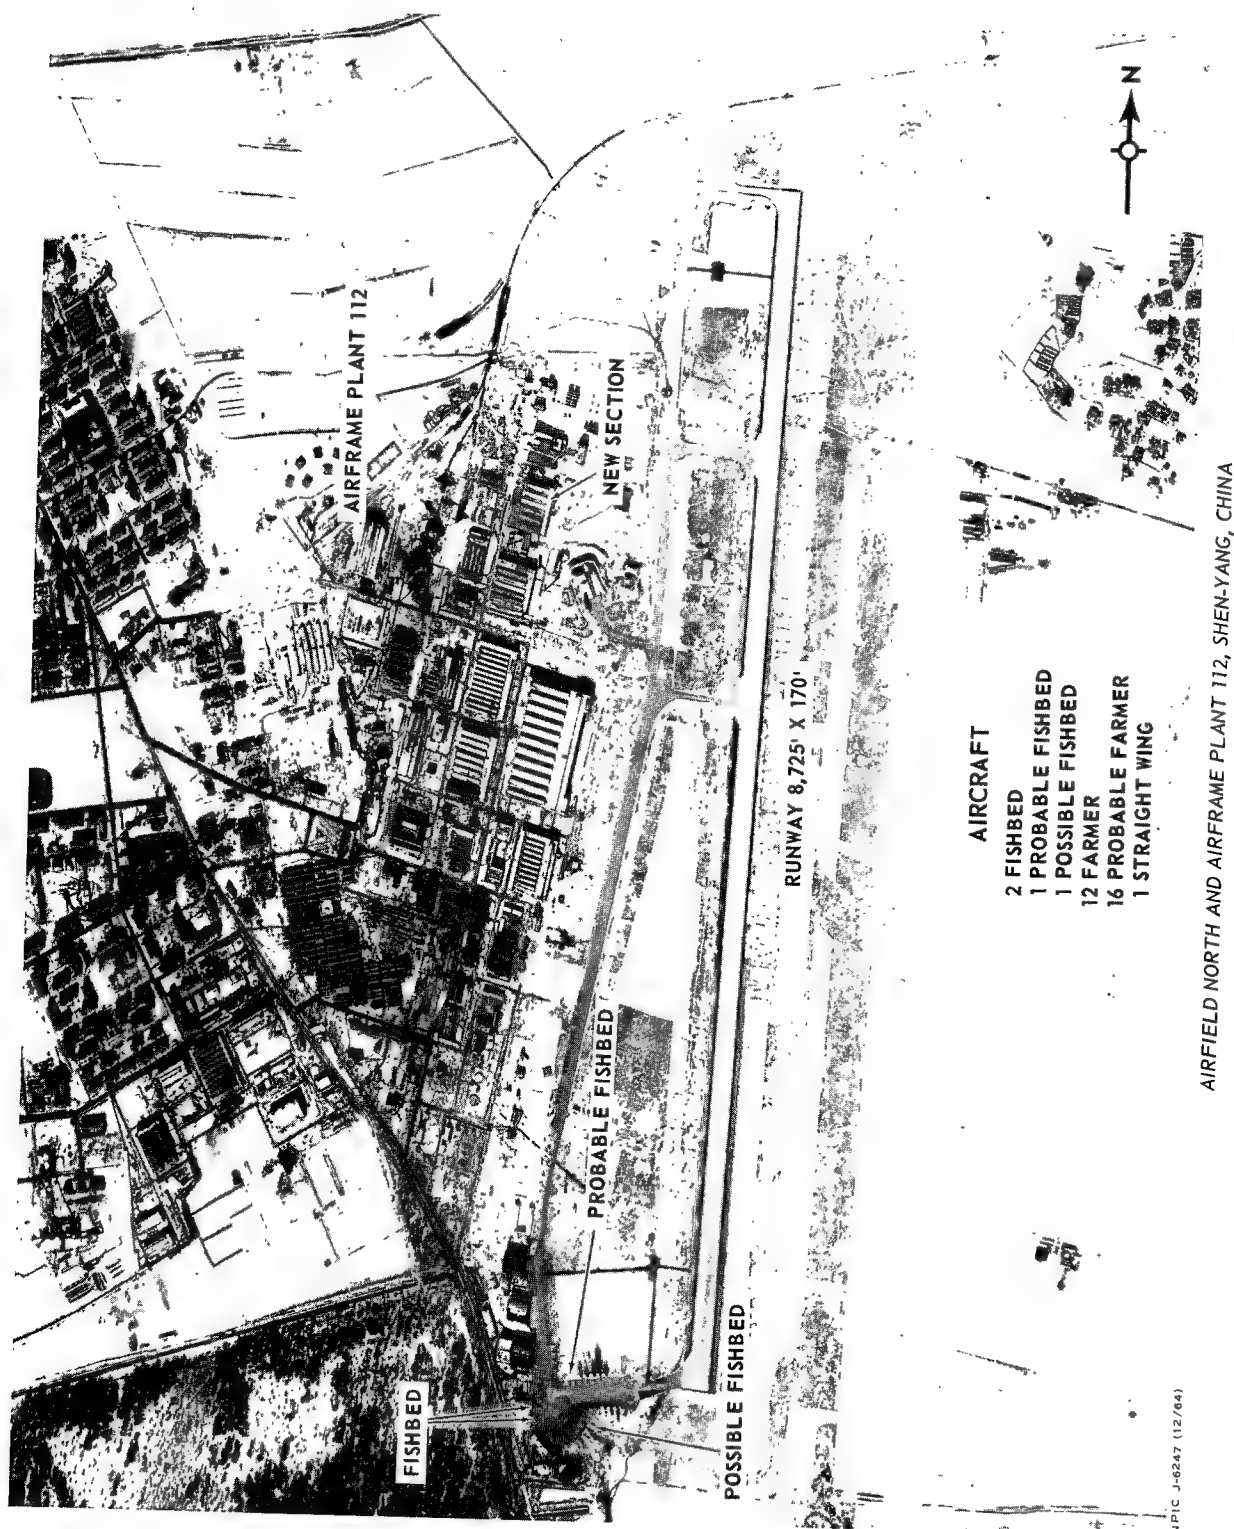 N
AIRFRAME PLANT 112
NEW SECTION
RUNWAY 8,725' X 170'
PROBABLE FISHBED
FISHBED
POSSIBLE FISHBED
AIRCRAFT
2 FISHBED
1 PROBABLE FISHBED
1 POSSIBLE FISHBED
12 FARMER
16 PROBABLE FARMER
1 STRAIGHT WING
AIRFIELD NORTH AND AIRFRAME PLANT 112, SHEN-YANG, CHINA
NPIC J-6247 (12/64)